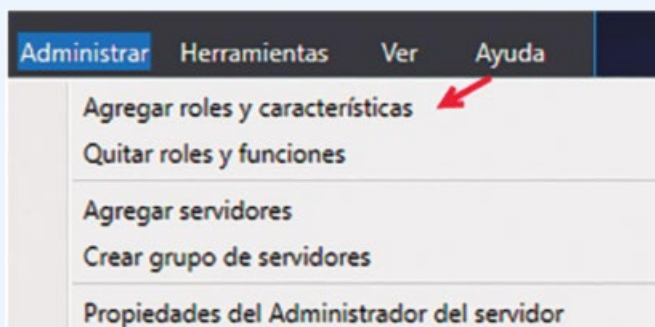 Administrar Herramientas Ver Ayuda
Agregar roles y características
Quitar roles y funciones
Agregar servidores
Crear grupo de servidores
Propiedades del Administrador del servidor